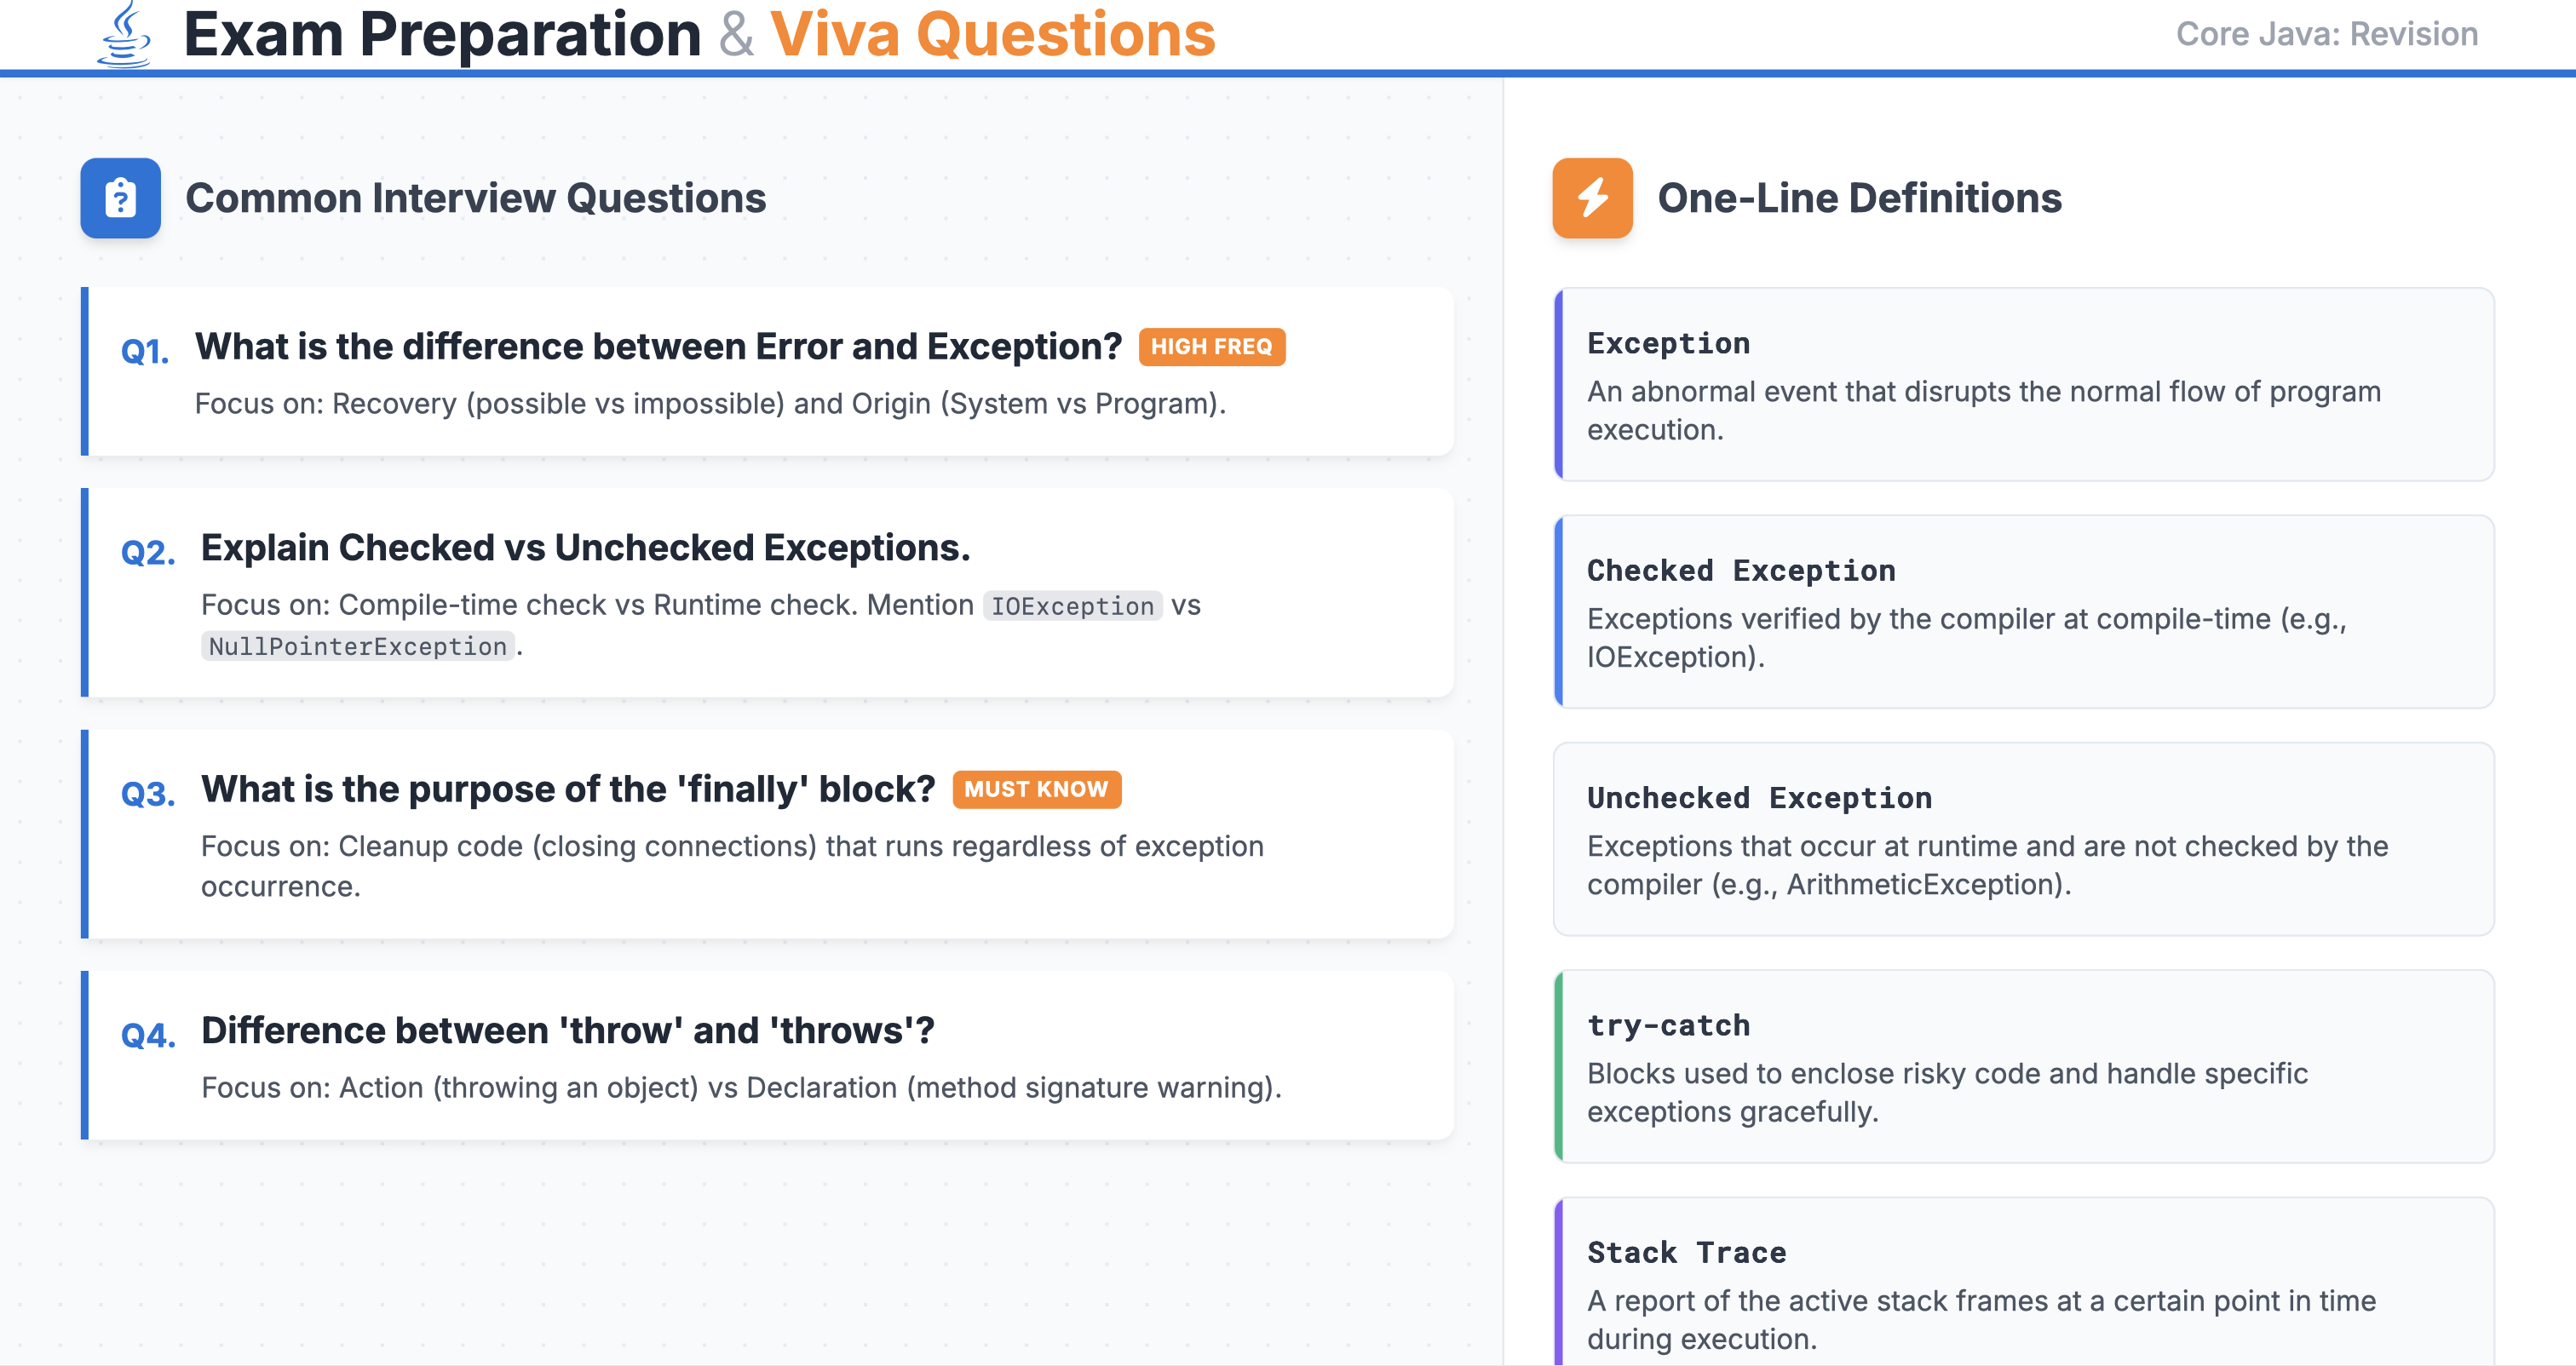 Exam Preparation & Viva Questions
Core Java: Revision
Common Interview Questions
Q1. What is the difference between Error and Exception? HIGH FREQ
Focus on: Recovery (possible vs impossible) and Origin (System vs Program).
Q2. Explain Checked vs Unchecked Exceptions.
Focus on: Compile-time check vs Runtime check. Mention IOException vs
NullPointerException.
Q3. What is the purpose of the 'finally' block? MUST KNOW
Focus on: Cleanup code (closing connections) that runs regardless of exception
occurrence.
Q4. Difference between 'throw' and 'throws'?
Focus on: Action (throwing an object) vs Declaration (method signature warning).
One-Line Definitions
Exception
An abnormal event that disrupts the normal flow of program
execution.
Checked Exception
Exceptions verified by the compiler at compile-time (e.g.,
IOException).
Unchecked Exception
Exceptions that occur at runtime and are not checked by the
compiler (e.g., ArithmeticException).
try-catch
Blocks used to enclose risky code and handle specific
exceptions gracefully.
Stack Trace
A report of the active stack frames at a certain point in time
during execution.